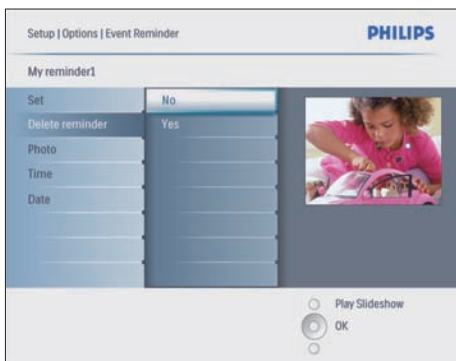 Setup | Options | Event Reminder
PHILIPS
My reminder1
Set
No
Delete reminder
Yes
Photo
Time
Date
Play Slideshow
OK